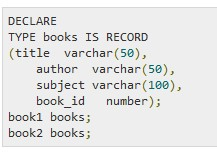 DECLARE
TYPE books IS RECORD
(title  varchar(50),
    author  varchar(50),
    subject varchar(100),
    book_id   number);
book1 books;
book2 books;